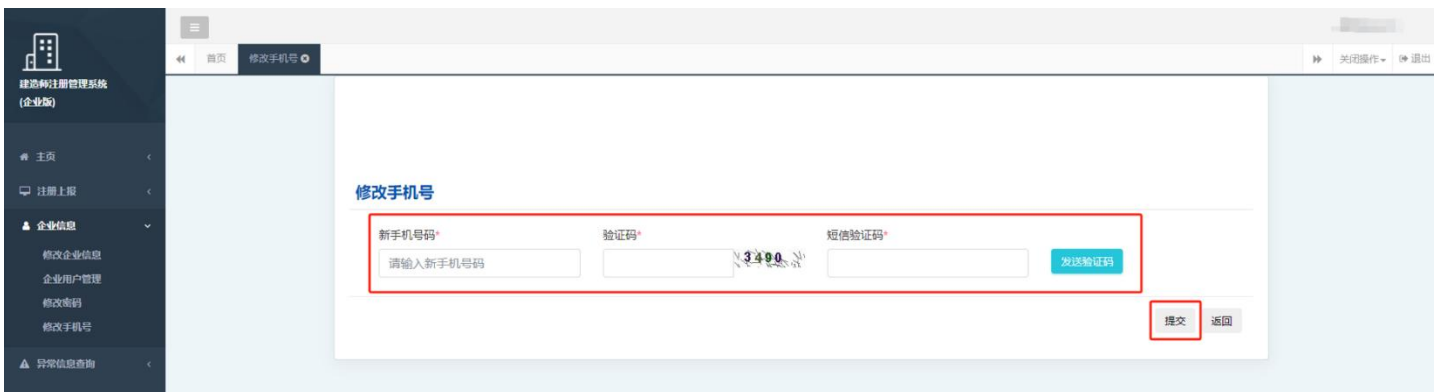 建造师注册管理系统
(企业版)
首页
修改手机号
关闭操作
退出
主页
注册上报
企业信息
修改企业信息
企业用户管理
修改密码
修改手机号
异常信息查询
修改手机号
新手机号码*
验证码*
短信验证码*
请输入新手机号码
3490
发送验证码
提交
返回